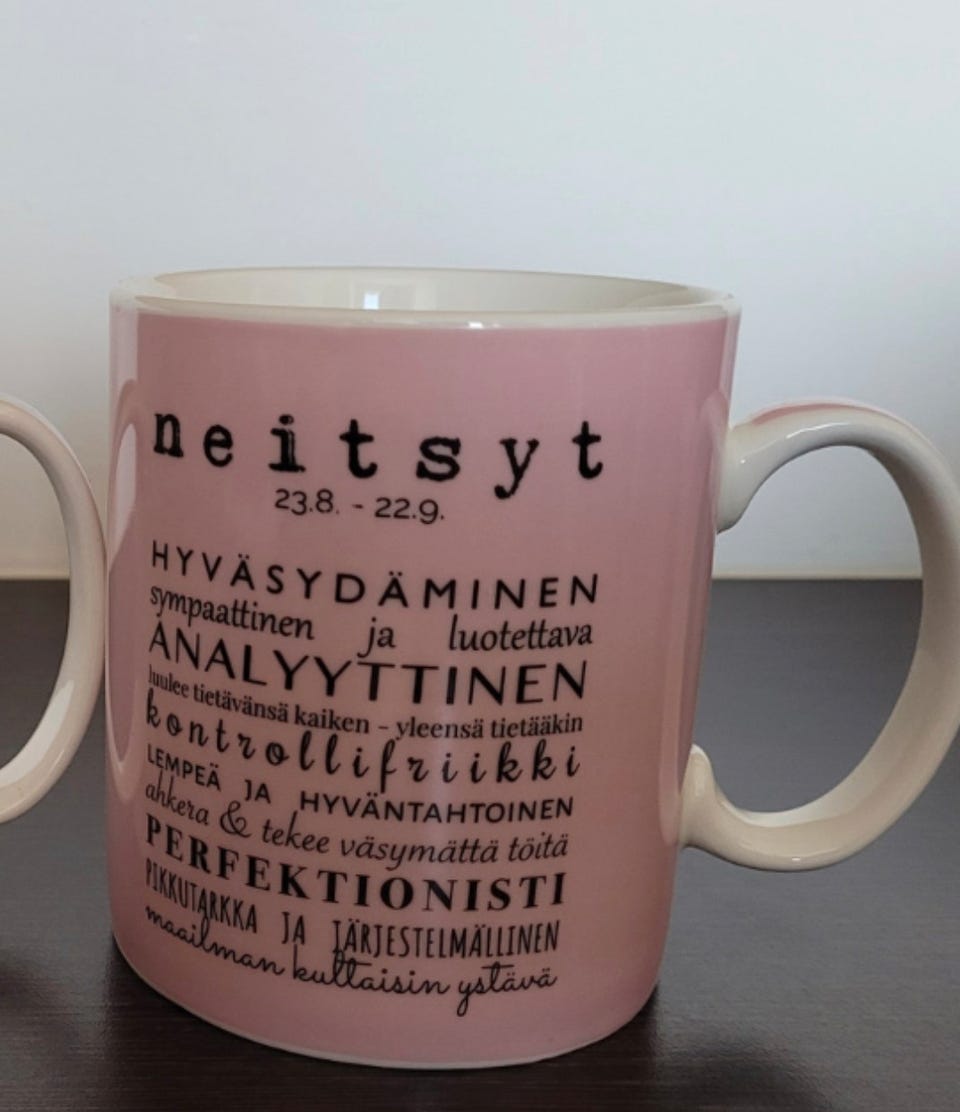 neitsyt
23.8. - 22.9.
HYVÄSYDÄMINEN
sympaattinen ja luotettava
ANALYYTTINEN
luulee tietävänsä kaiken – yleensä tietääkin
kontrollifriikki
LEMPEÄ JA HYVÄNTAHTOINEN
ahkera & tekee väsymättä töitä
PERFEKTIONISTI
PIKKUTARKKA JA JÄRJESTELMÄLLINEN
maailman kultaisin ystävä